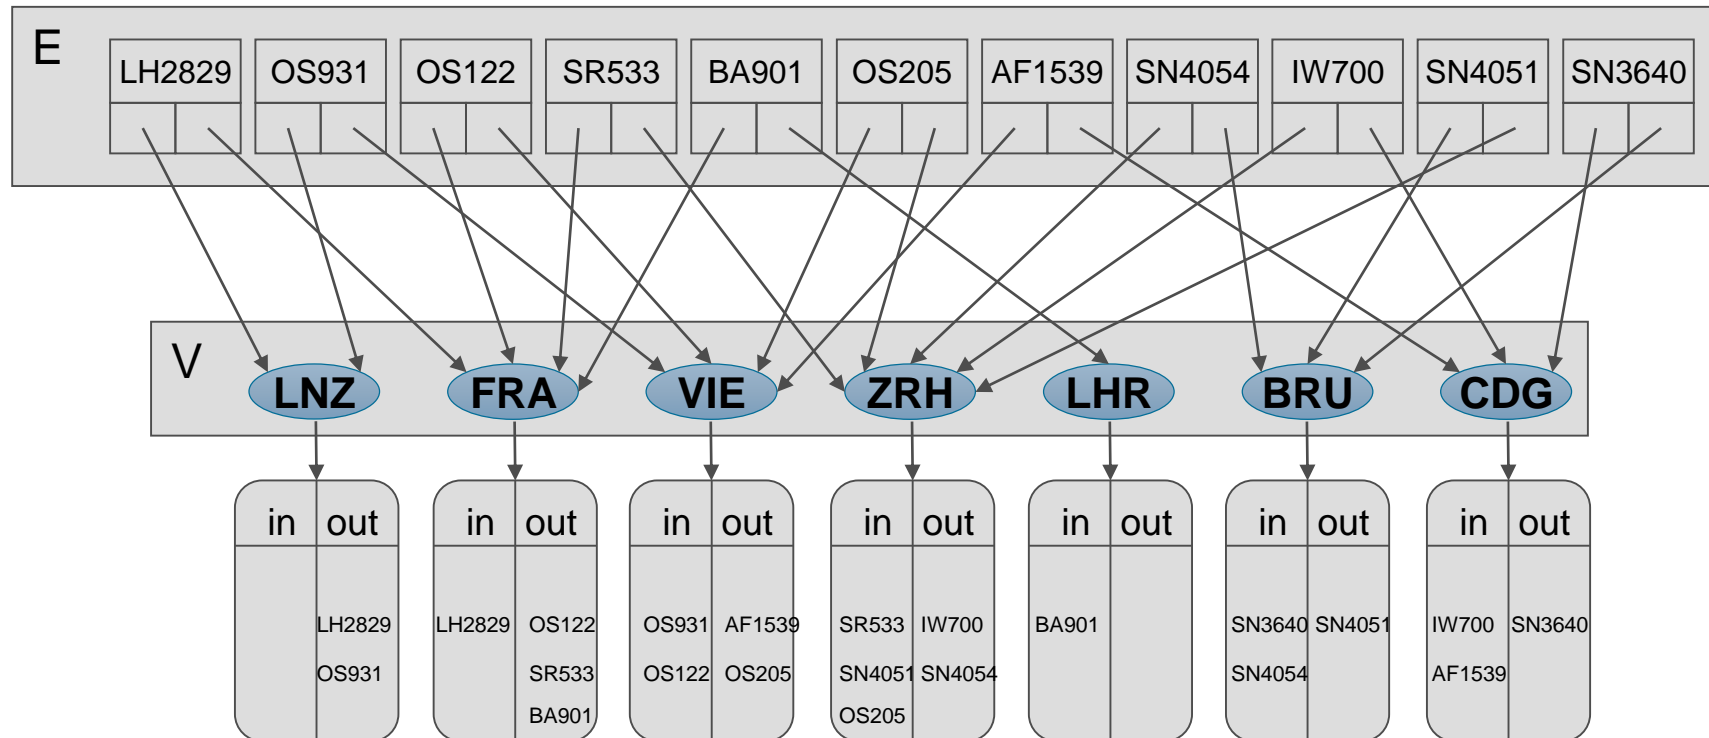 E
LH2829 OS931 OS122 SR533 BA901 OS205 AF1539 SN4054 IW700 SN4051 SN3640
V
LNZ FRA VIE ZRH LHR BRU CDG
in out in out in out in out in out in out in out
LH2829 LH2829 OS122 OS931 AF1539 SR533 IW700 BA901 SN3640 SN4051 IW700 SN3640
OS931 SR533 OS122 OS205 SN4051 SN4054 SN4054 AF1539
BA901 OS205